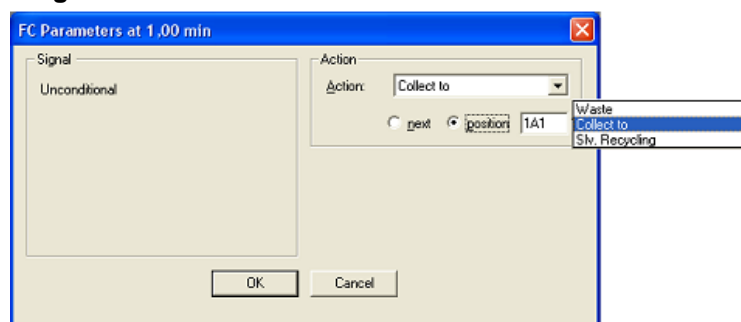 FC Parameters at 1,00 min
Signal
Unconditional
Action
Action:
Collect to
next
position
1A1
Waste
Collect to
Slv. Recycling
OK
Cancel